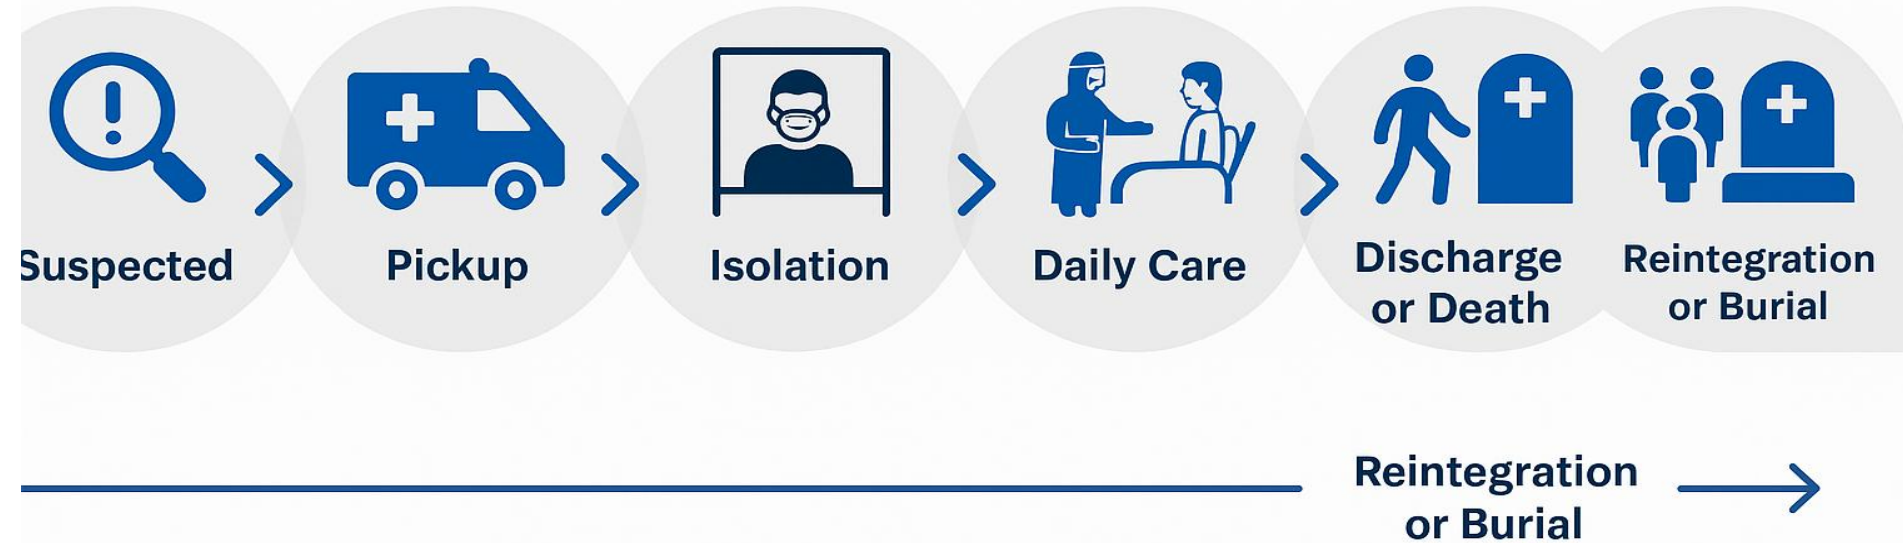 Suspected
Pickup
Isolation
Daily Care
Discharge
or Death
Reintegration
or Burial
Reintegration
or Burial